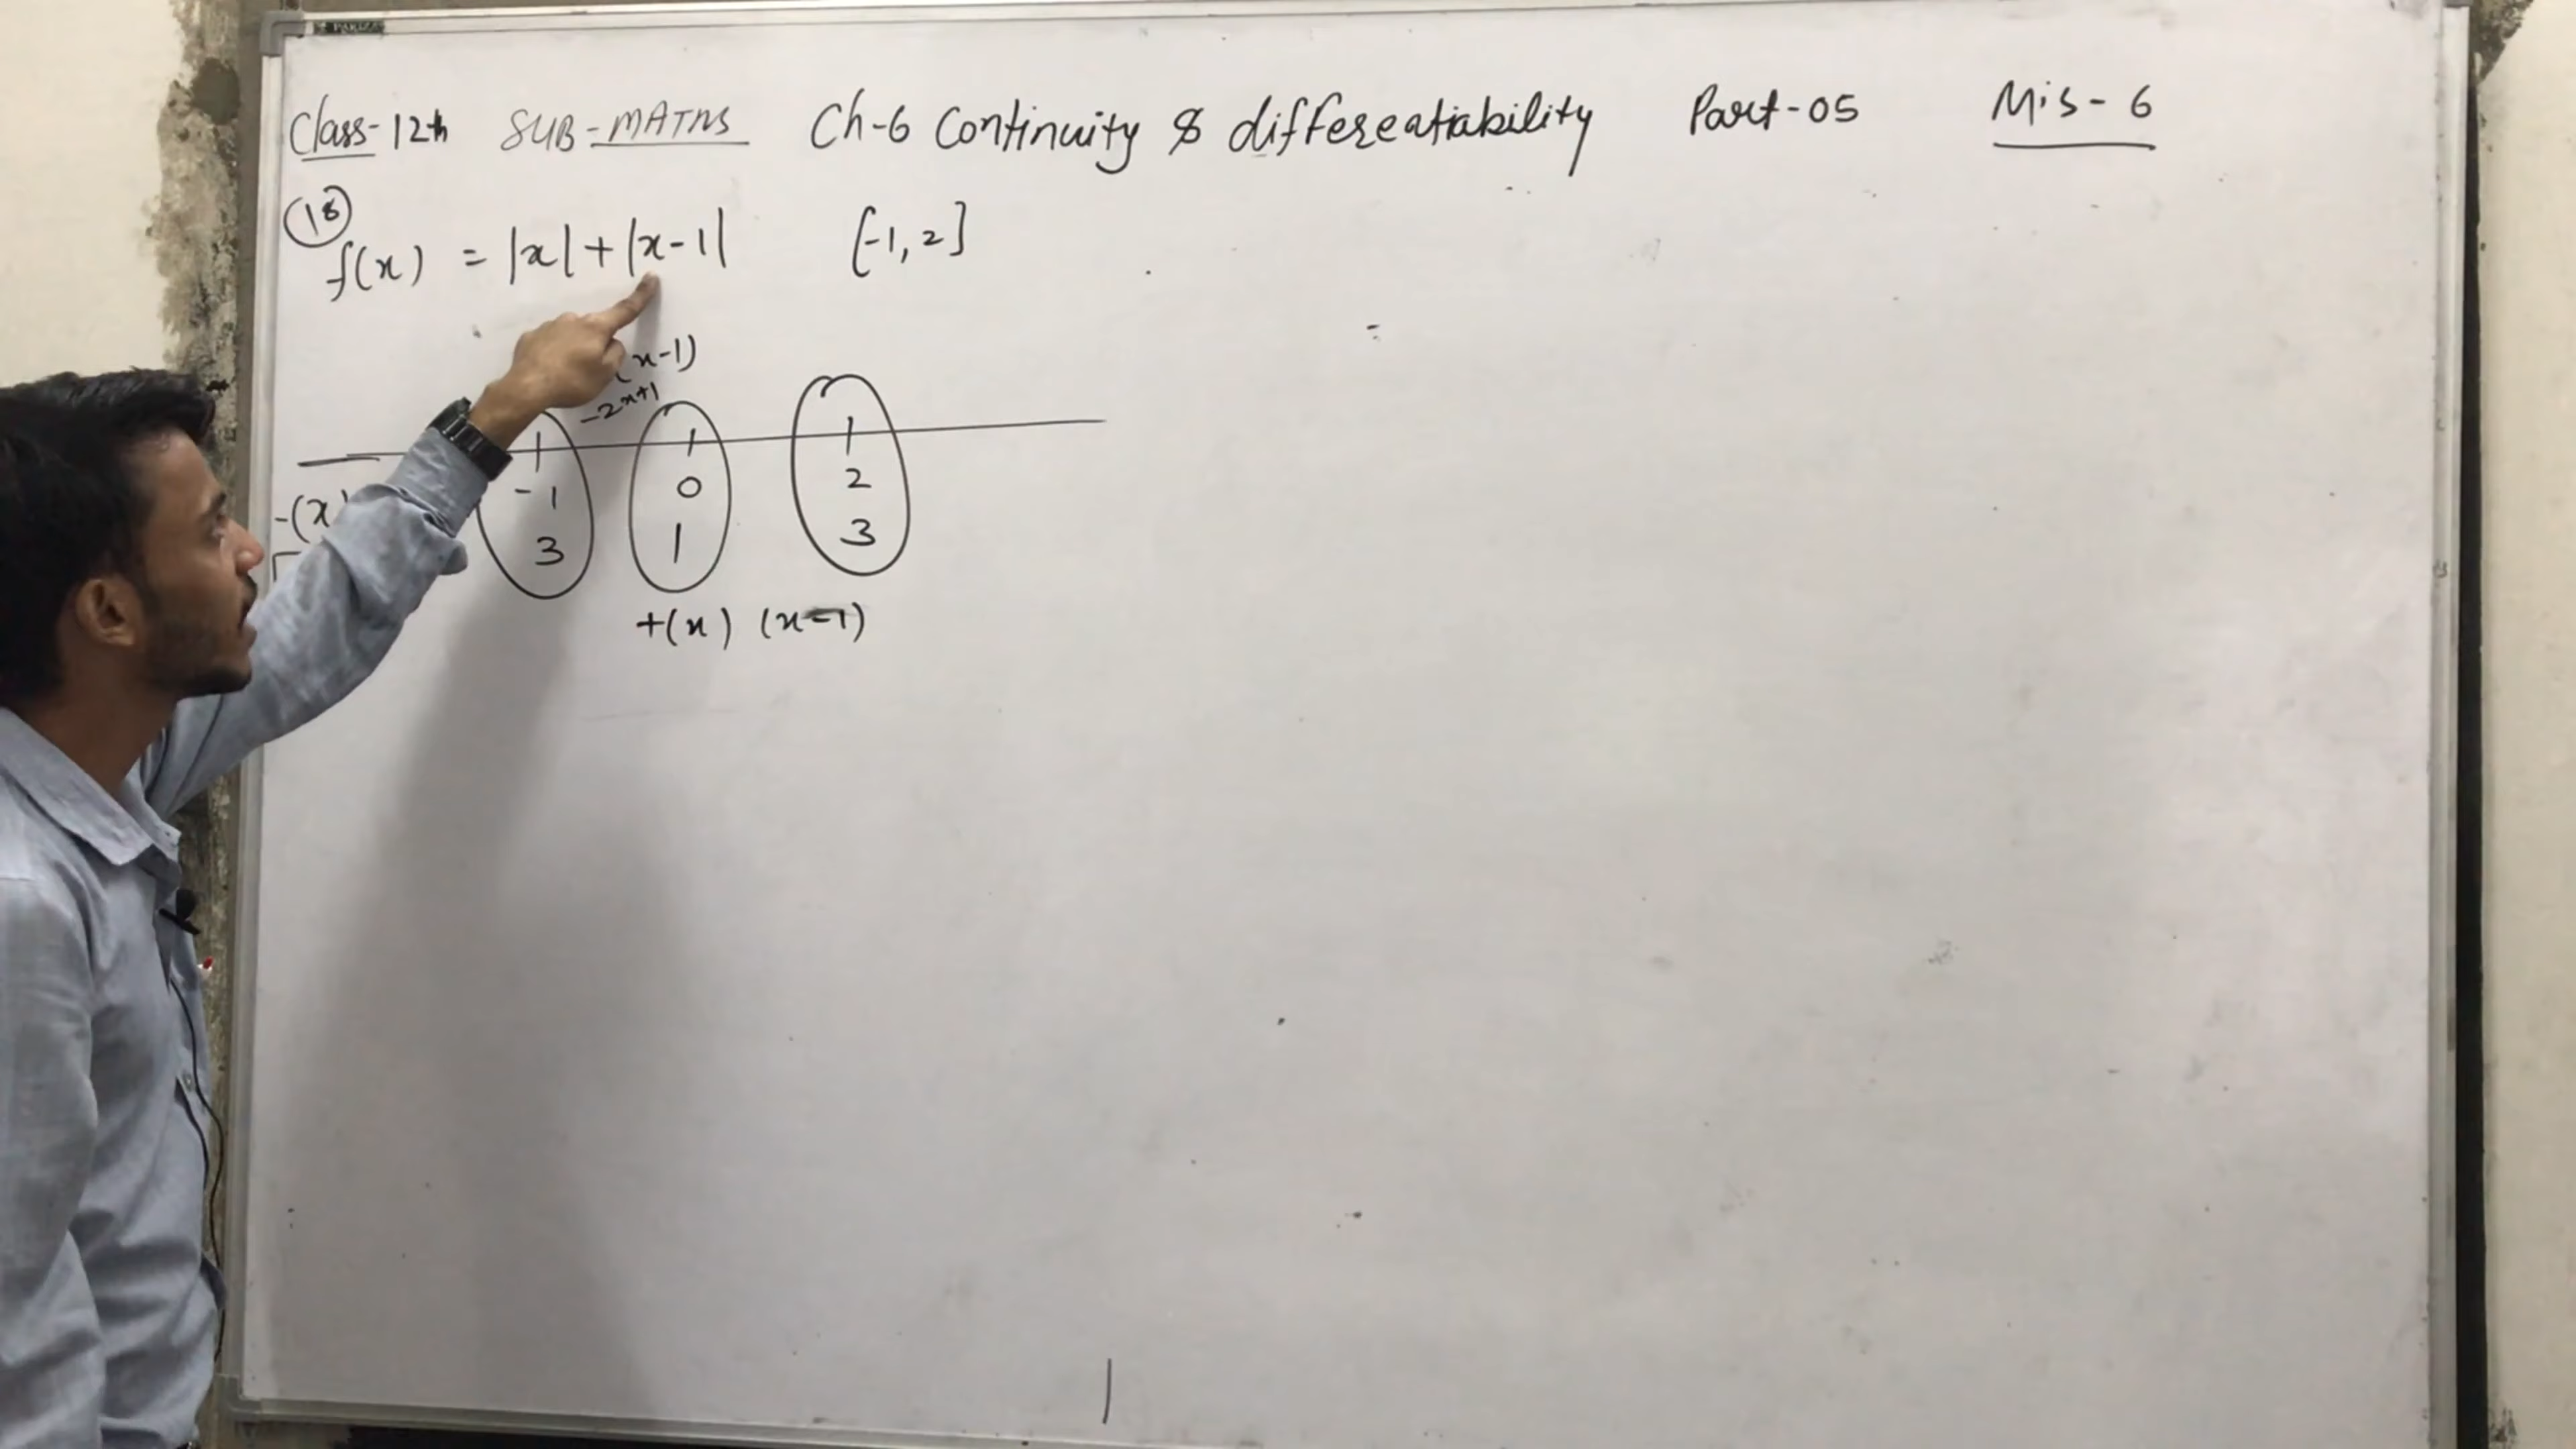 Class-12th SUB-MATHS Ch-6 Continuity & differeatiability Part-05 Mis-6
18
f(x) = |x| + |x-1| [-1, 2]
(x-1)
-2x+1
-1 0 2
3 1 3
-(x)
+(x) (x-1)